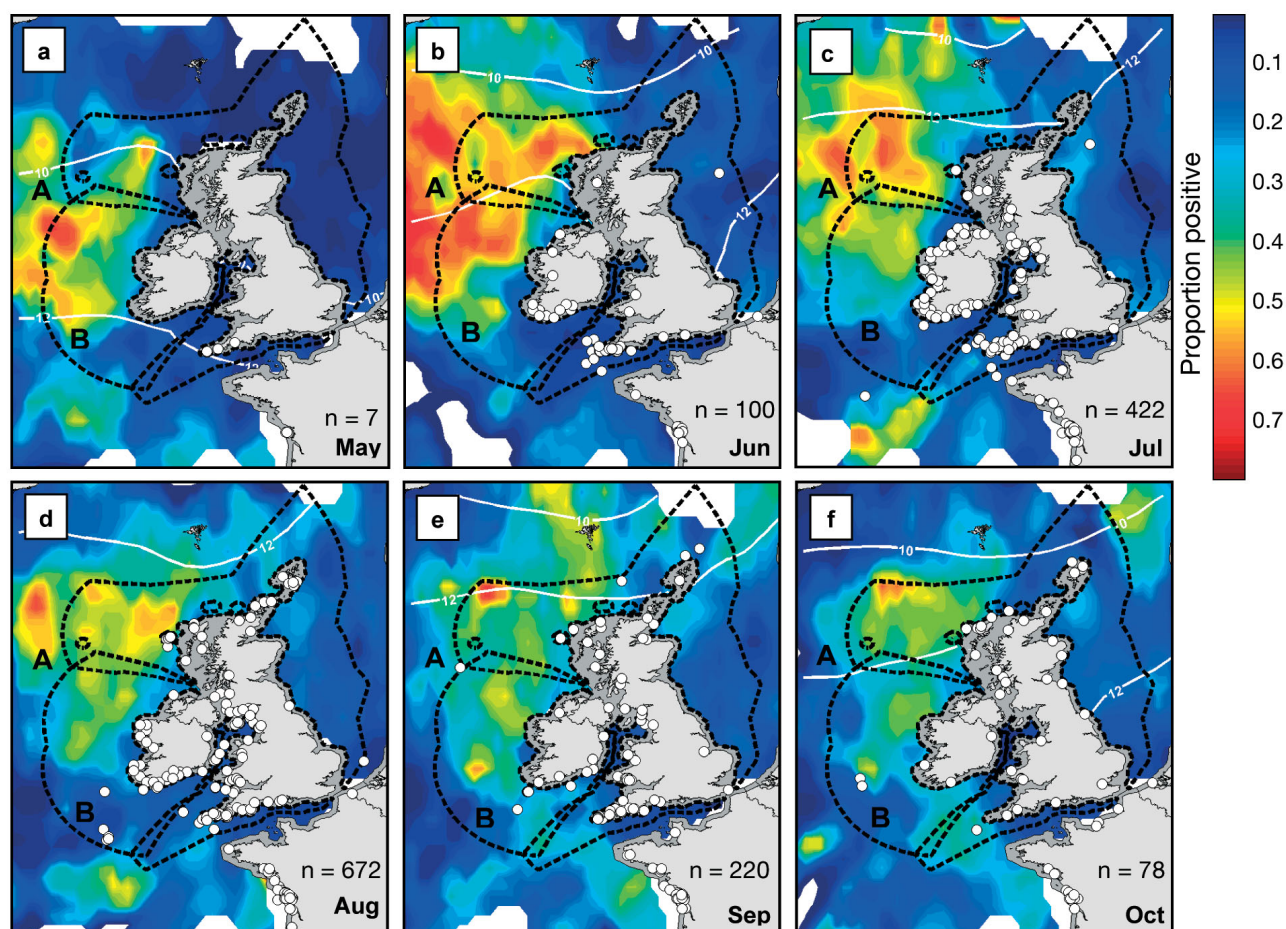 a
10
A
12
B
10
12
n = 7
May
b
10
A
12
B
n = 100
Jun
c
10
12
A
B
n = 422
Jul
Proportion positive
0.1
0.2
0.3
0.4
0.5
0.6
0.7
d
12
A
B
n = 672
Aug
e
10
12
A
B
n = 220
Sep
f
10
A
12
B
n = 78
Oct